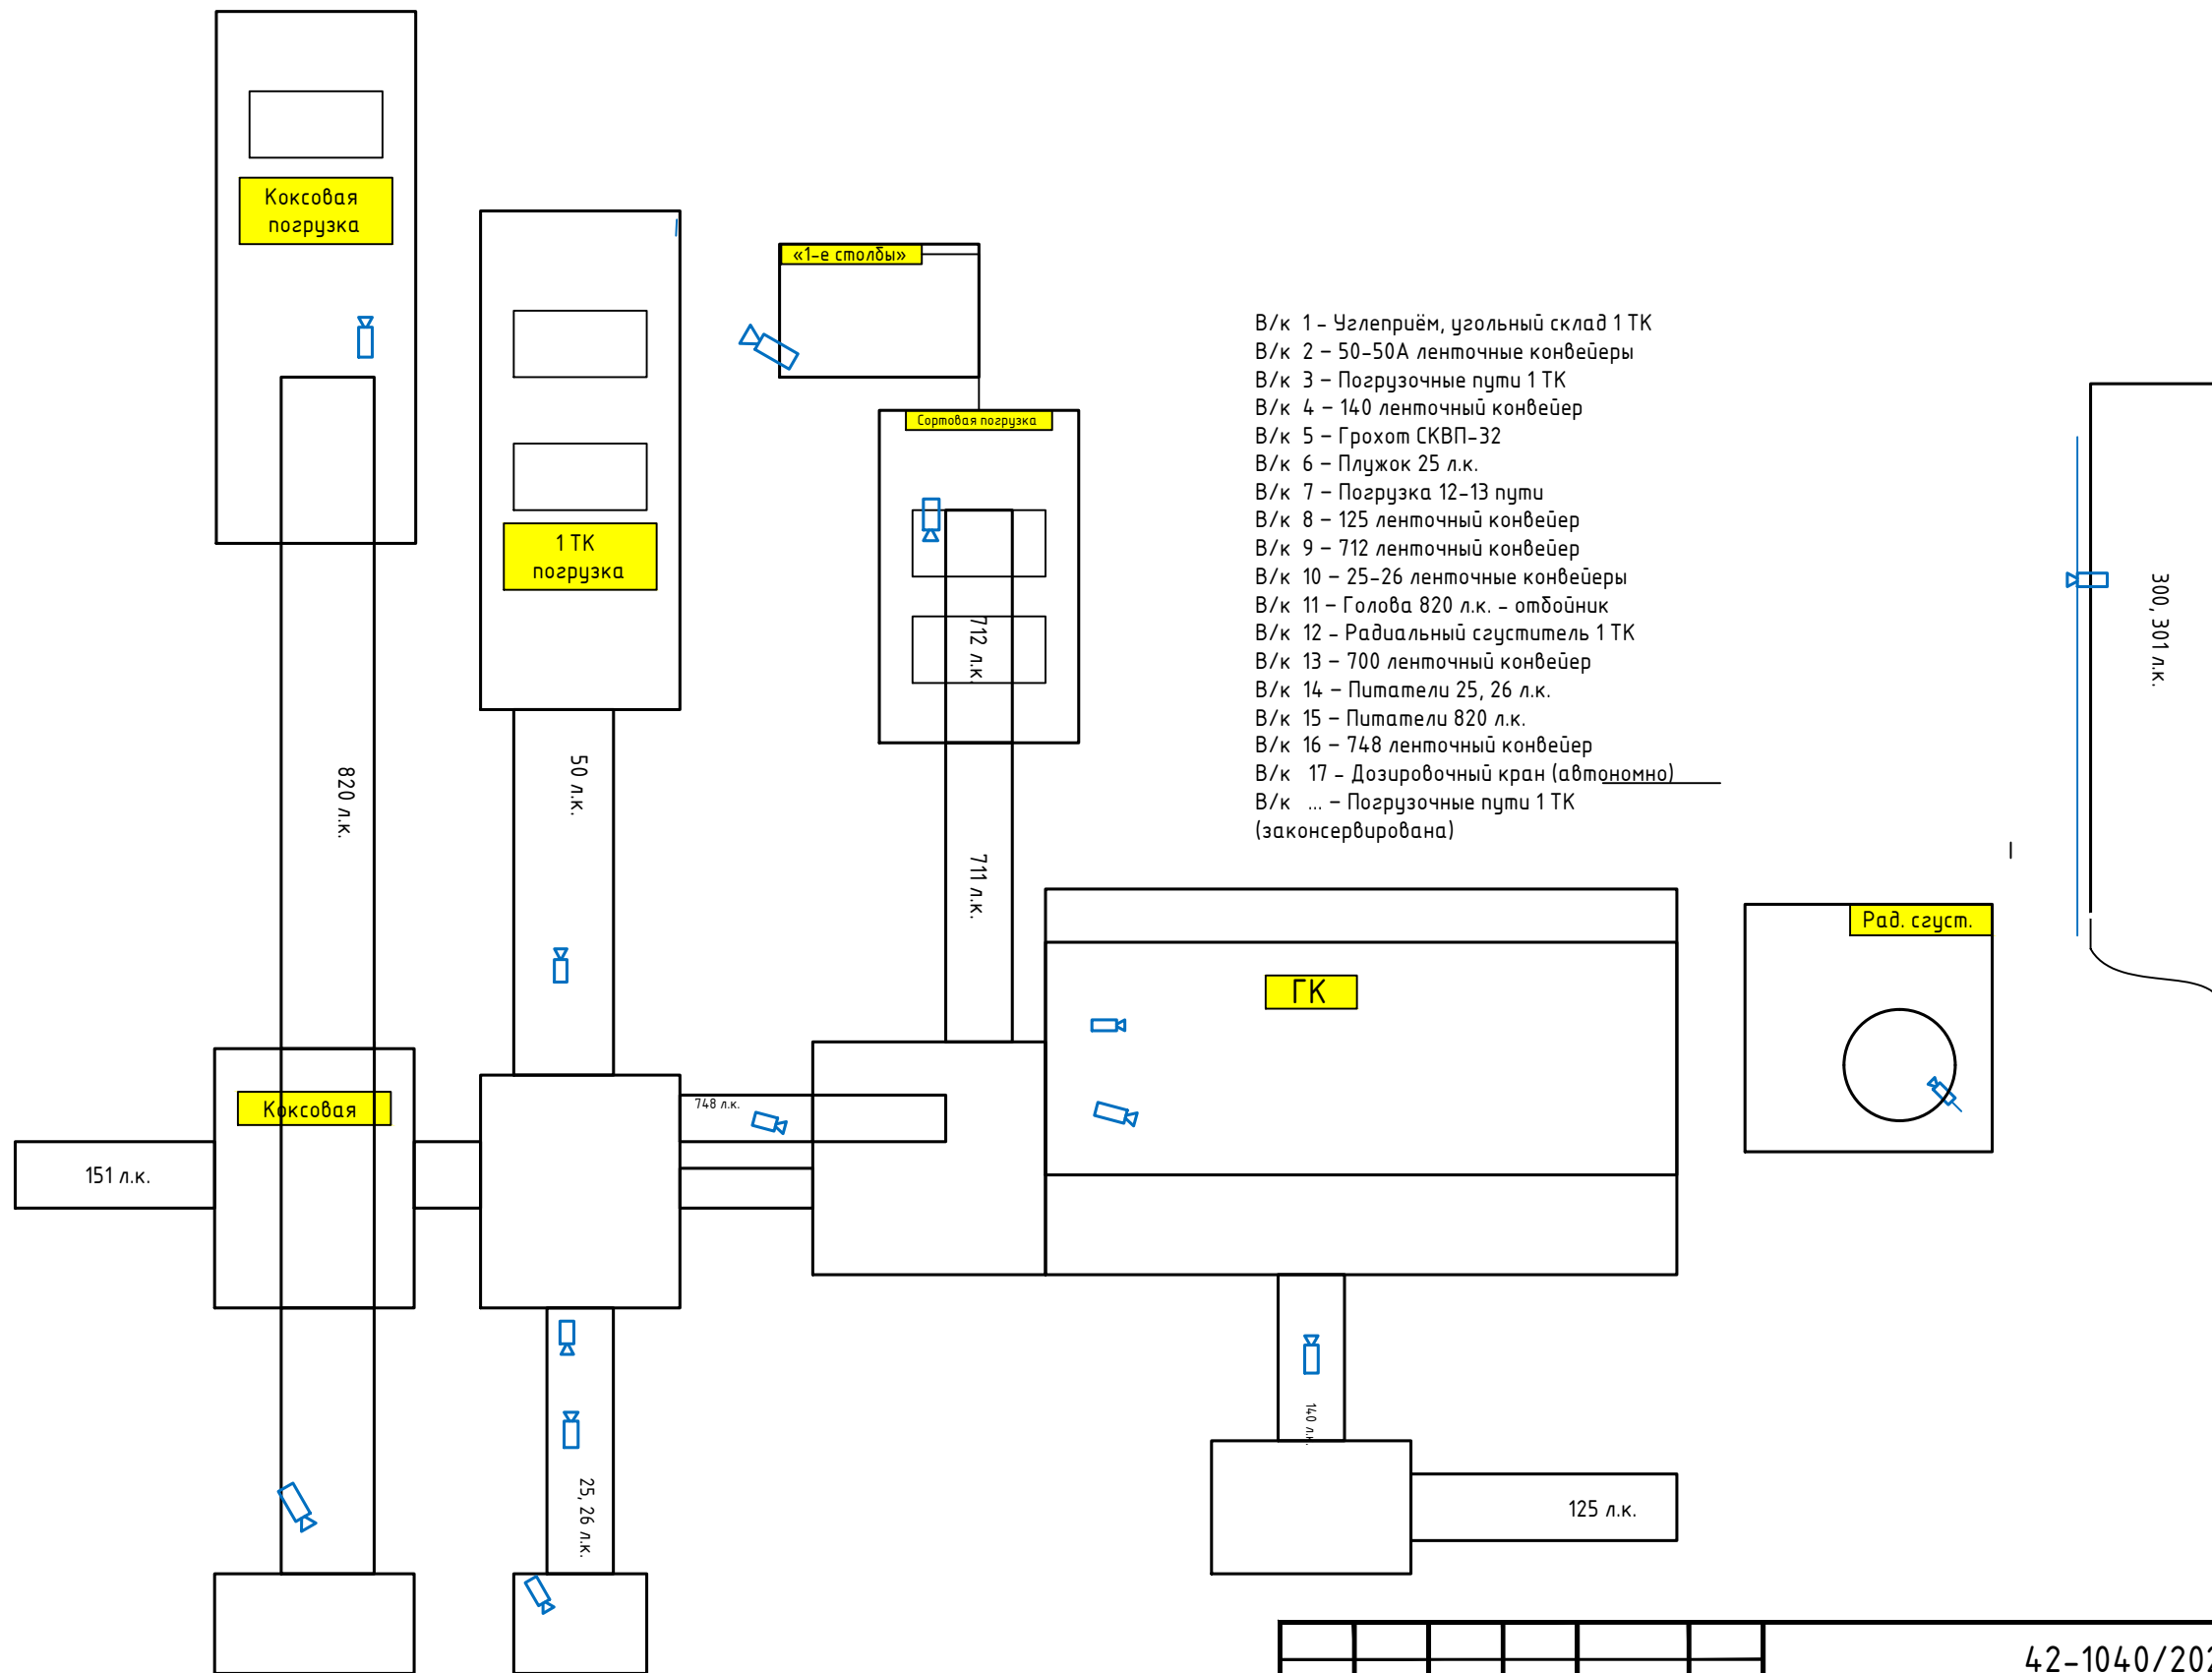 Коксовая
погрузка
«1-е столбы»
В/к 1 - Углеприём, угольный склад 1 ТК
В/к 2 - 50-50А ленточные конвейеры
В/к 3 - Погрузочные пути 1 ТК
В/к 4 - 140 ленточный конвейер
В/к 5 - Грохот СКВП-32
В/к 6 - Плужок 25 л.к.
В/к 7 - Погрузка 12-13 пути
В/к 8 - 125 ленточный конвейер
В/к 9 - 712 ленточный конвейер
В/к 10 - 25-26 ленточные конвейеры
В/к 11 - Голова 820 л.к. - отбойник
В/к 12 - Радиальный сгуститель 1 ТК
В/к 13 - 700 ленточный конвейер
В/к 14 - Питатели 25, 26 л.к.
В/к 15 - Питатели 820 л.к.
В/к 16 - 748 ленточный конвейер
В/к 17 - Дозировочный кран (автономно)
В/к ... - Погрузочные пути 1 ТК
(законсервирована)
Сортовая погрузка
1 ТК
погрузка
712 л.к.
300, 301 л.к.
820 л.к.
50 л.к.
711 л.к.
Рад. сгуст.
ГК
Коксовая
748 л.к.
151 л.к.
140 л.к.
25, 26 л.к.
125 л.к.
42-1040/202